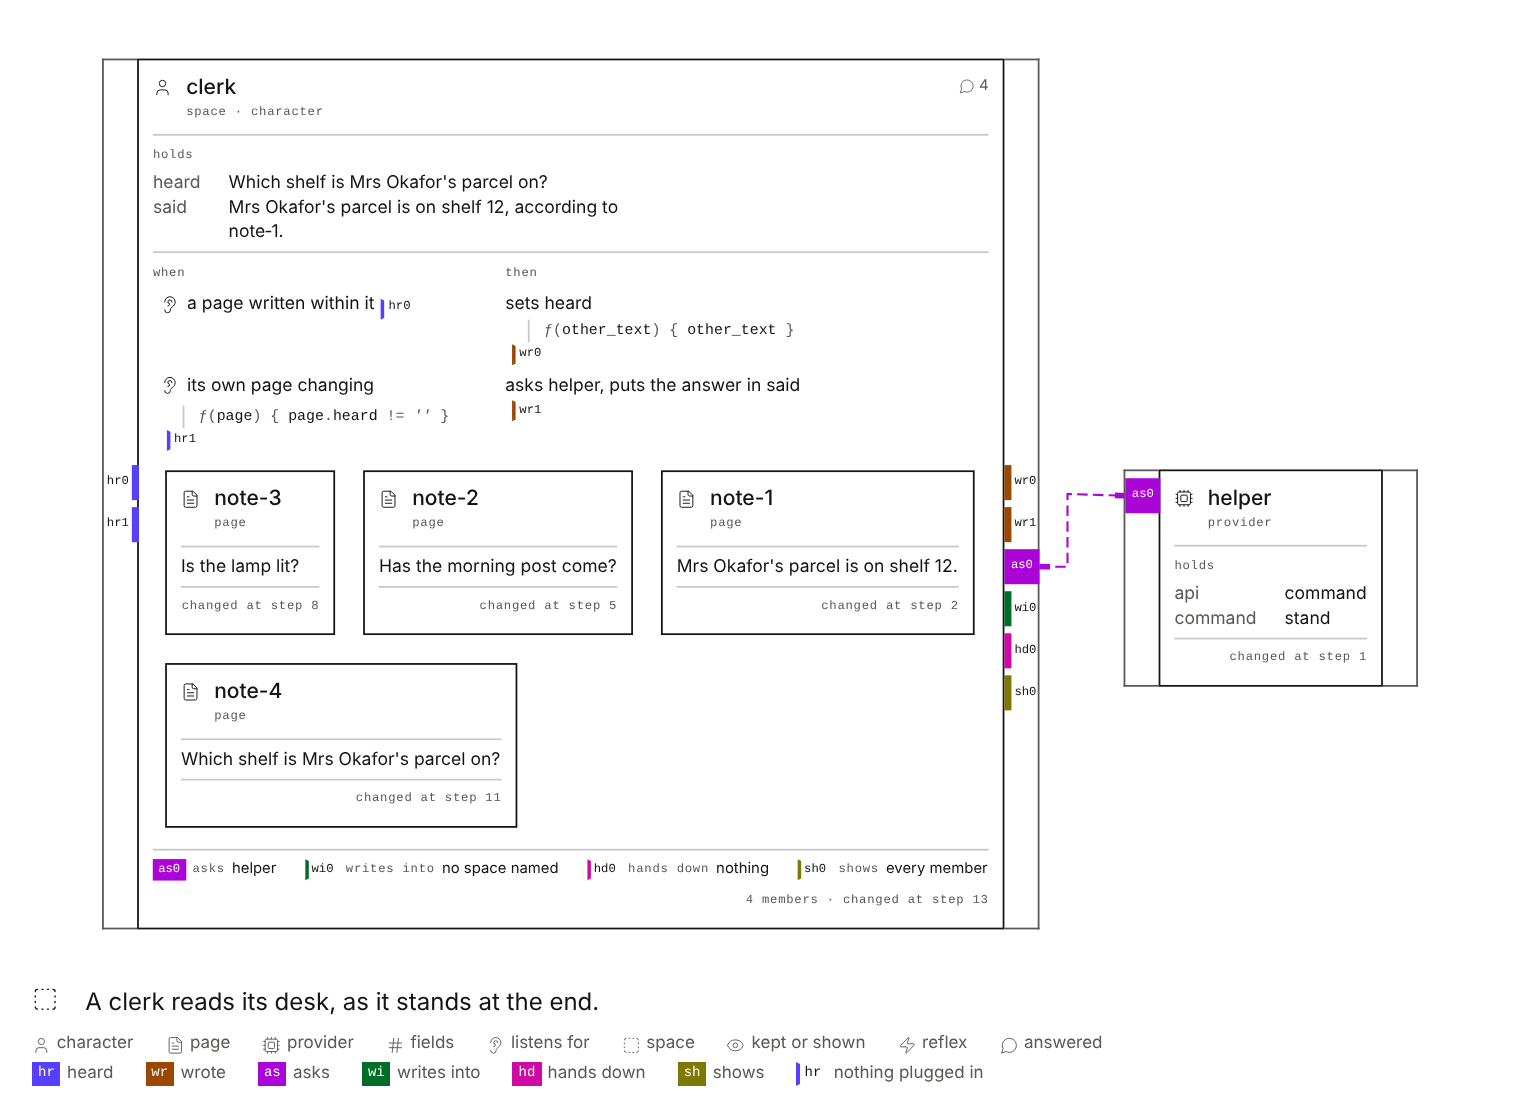 clerk
4
space · character
holds
heard Which shelf is Mrs Okafor's parcel on?
said Mrs Okafor's parcel is on shelf 12, according to
note-1.
when then
a page written within it hr0 sets heard
ƒ(other_text) { other_text }
wr0
its own page changing asks helper, puts the answer in said
ƒ(page) { page.heard != '' } wr1
hr1
hr0 wr0
hr1 wr1
as0
wi0
hd0
sh0
note-3
page
Is the lamp lit?
changed at step 8
note-2
page
Has the morning post come?
changed at step 5
note-1
page
Mrs Okafor's parcel is on shelf 12.
changed at step 2
note-4
page
Which shelf is Mrs Okafor's parcel on?
changed at step 11
as0 helper
provider
holds
api command
command stand
changed at step 1
as0 asks helper wi0 writes into no space named hd0 hands down nothing sh0 shows every member
4 members · changed at step 13
A clerk reads its desk, as it stands at the end.
character page provider fields listens for space kept or shown reflex answered
hr heard wr wrote as asks wi writes into hd hands down sh shows hr nothing plugged in